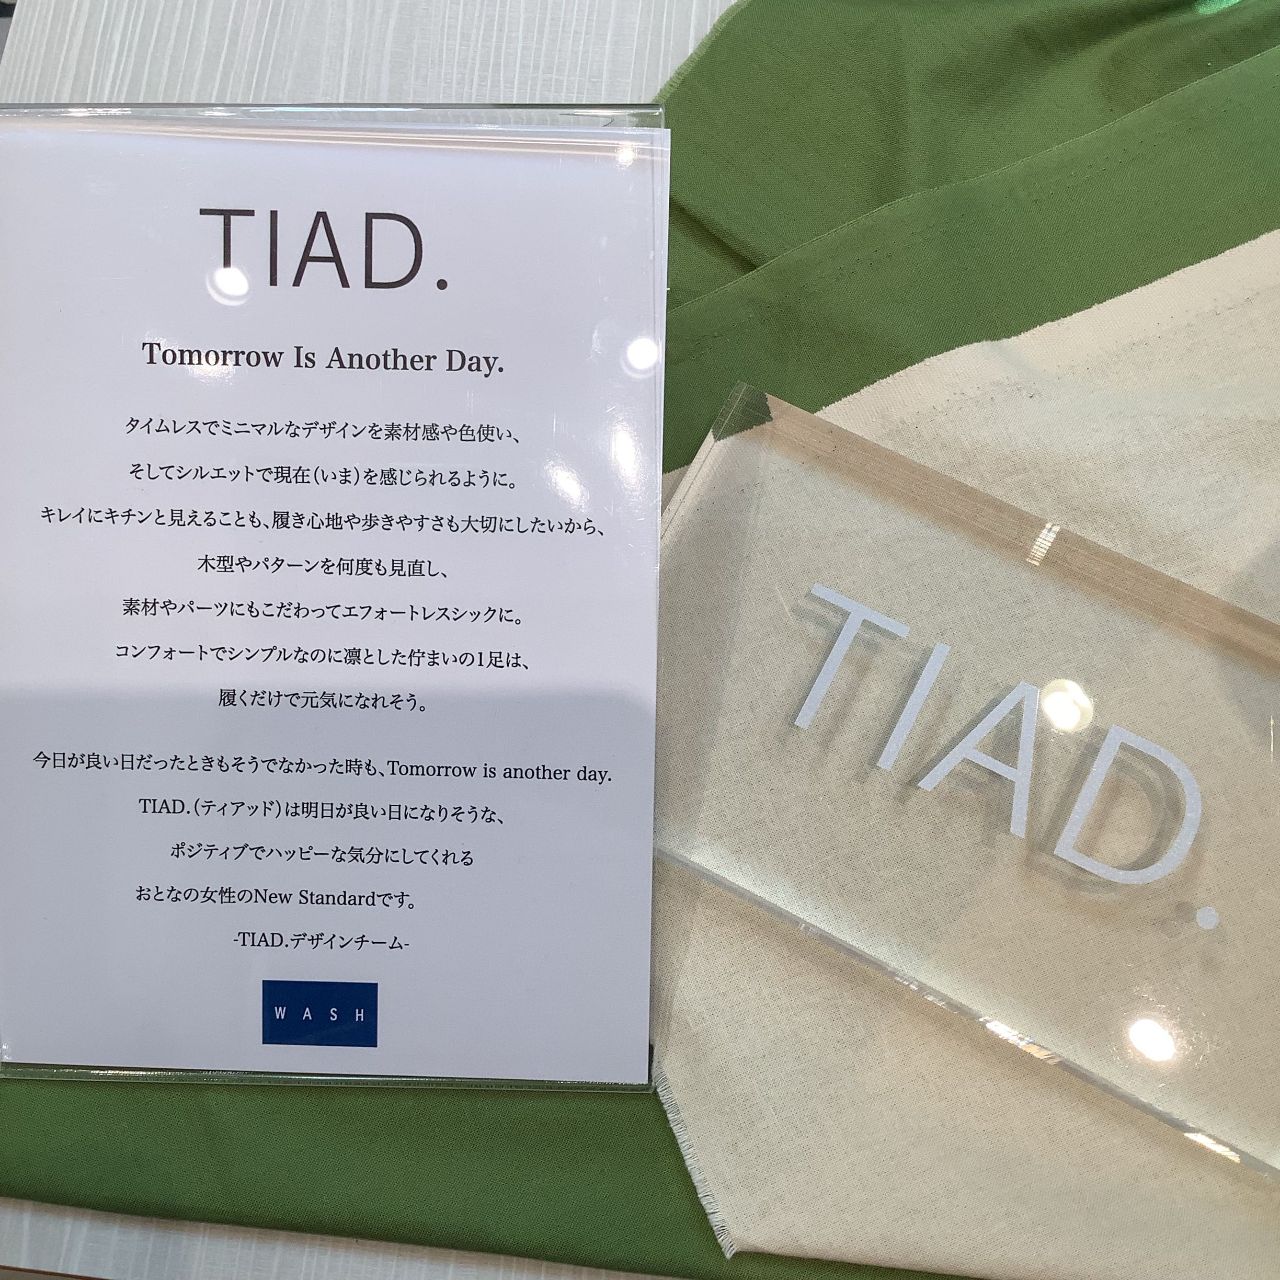 TIAD.
Tomorrow Is Another Day.
タイムレスでミニマルなデザインを素材感や色使い、
そしてシルエットで現在（いま）を感じられるように。
キレイにキチンと見えることも、履き心地や歩きやすさも大切にしたいから、
木型やパターンを何度も見直し、
素材やパーツにもこだわってエフォートレスシックに。
コンフォートでシンプルなのに凛とした佇まいの1足は、
履くだけで元気になれそう。
今日が良い日だったときもそうでなかった時も、Tomorrow is another day.
TIAD.（ティアッド）は明日が良い日になりそうな、
ポジティブでハッピーな気分にしてくれる
おとなの女性のNew Standardです。
-TIAD.デザインチーム-
WASH
TIAD.